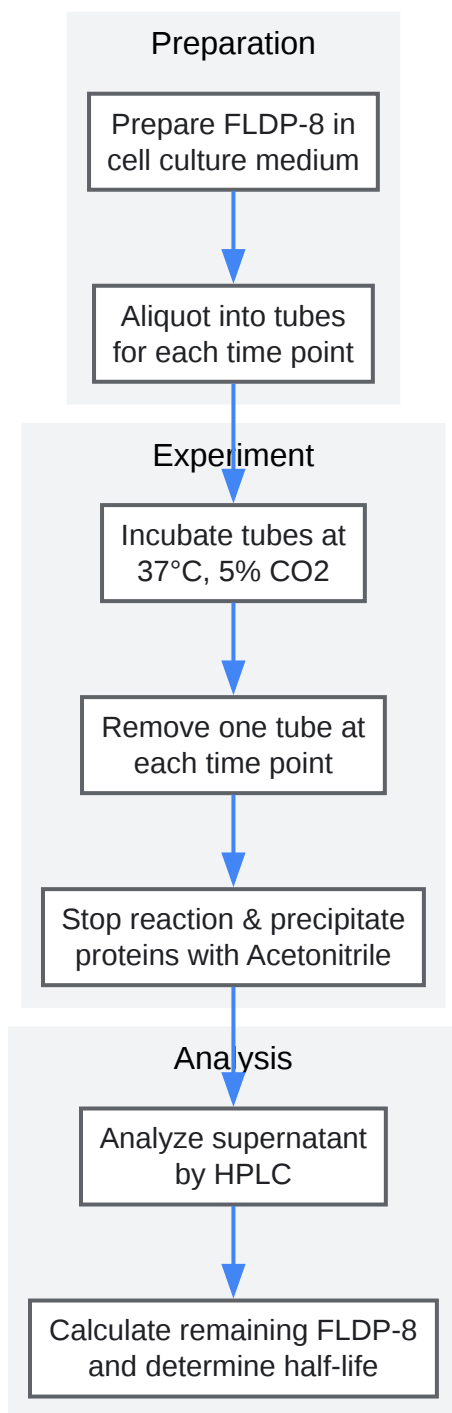 Preparation
Prepare FLDP-8 in
cell culture medium
Aliquot into tubes
for each time point
Experiment
Incubate tubes at
37°C, 5% CO2
Remove one tube at
each time point
Stop reaction & precipitate
proteins with Acetonitrile
Analysis
Analyze supernatant
by HPLC
Calculate remaining FLDP-8
and determine half-life